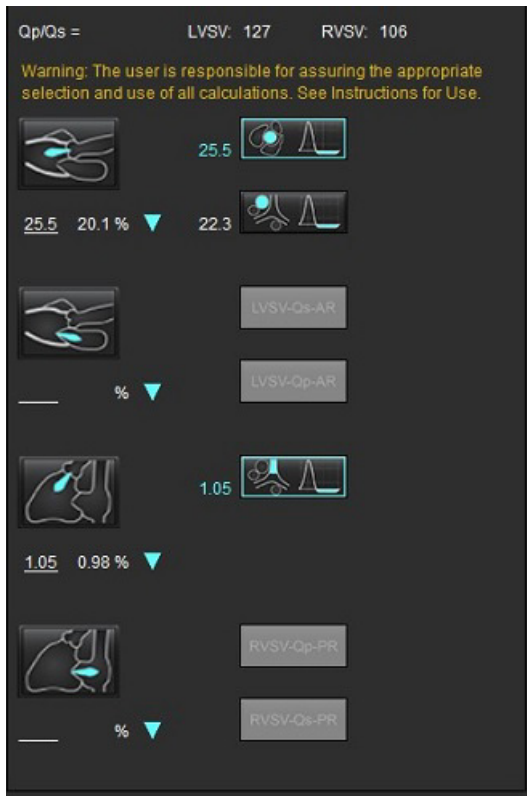 Qp/Qs = LVSV: 127 RVSV: 106
Warning: The user is responsible for assuring the appropriate
selection and use of all calculations. See Instructions for Use.
25.5
25.5 20.1 % 22.3
LVSV-Qs-AR
LVSV-Qp-AR
%
1.05
1.05 0.98 %
RVSV-Qp-PR
RVSV-Qs-PR
%